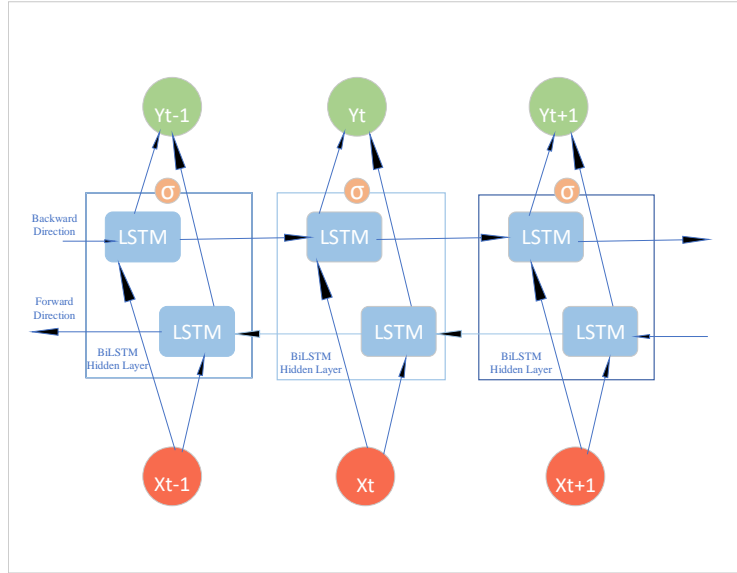 Yt-1
Yt
Yt+1
σ
σ
σ
Backward
Direction
LSTM
LSTM
LSTM
Forward
Direction
LSTM
LSTM
LSTM
BiLSTM
Hidden Layer
BiLSTM
Hidden Layer
BiLSTM
Hidden Layer
Xt-1
Xt
Xt+1